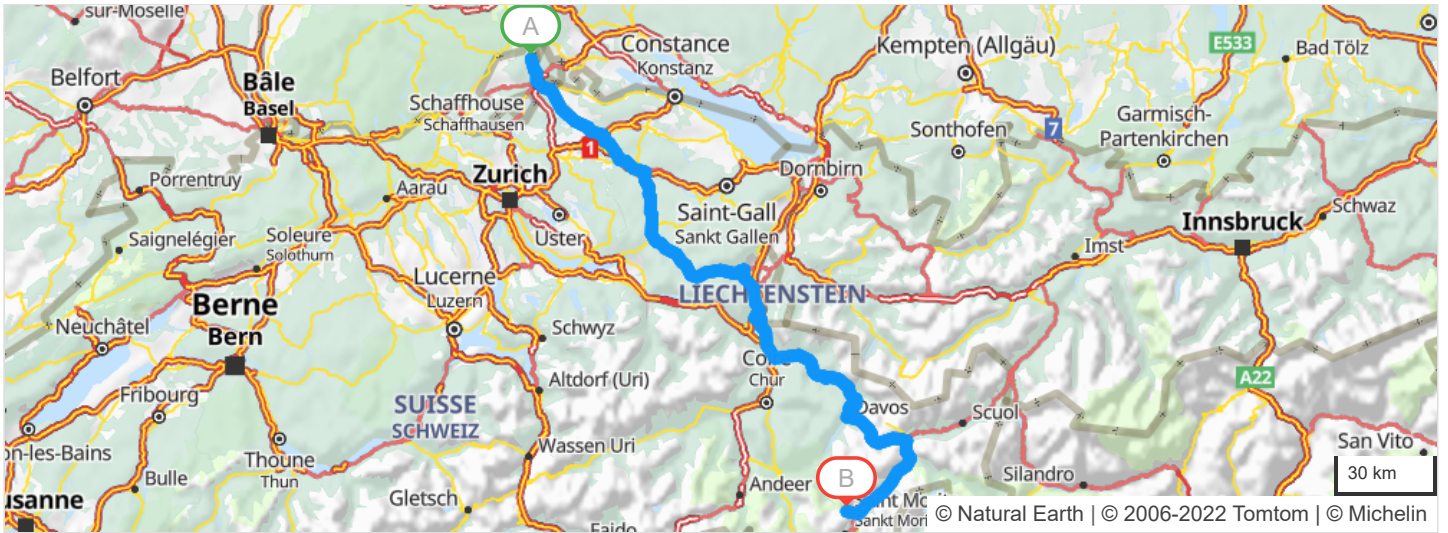 sur-Moselle
A
Constance
Konstanz
Kempten (Allgäu)
E533
Bad Tölz
Belfort
Bâle
Basel
Schaffhouse
Schaffhausen
Garmisch-
Partenkirchen
Sonthofen
7
1
Porrentruy
Aarau
Zurich
Dornbirn
Schwaz
Saint-Gall
Sankt Gallen
Innsbruck
Saignelégier
Soleure
Solothurn
Uster
Imst
Lucerne
Luzern
LIECHTENSTEIN
Berne
Bern
Neuchâtel
Schwyz
Chur
A22
Fribourg
Altdorf (Uri)
SUISSE
SCHWEIZ
Davos
Scuol
on-les-Bains
Thoune
Thun
Wassen Uri
San Vito
Bulle
B
Silandro
30 km
Andeer
Gletsch
usanne
Faido
Sankt Mori
© Natural Earth | © 2006-2022 Tomtom | © Michelin